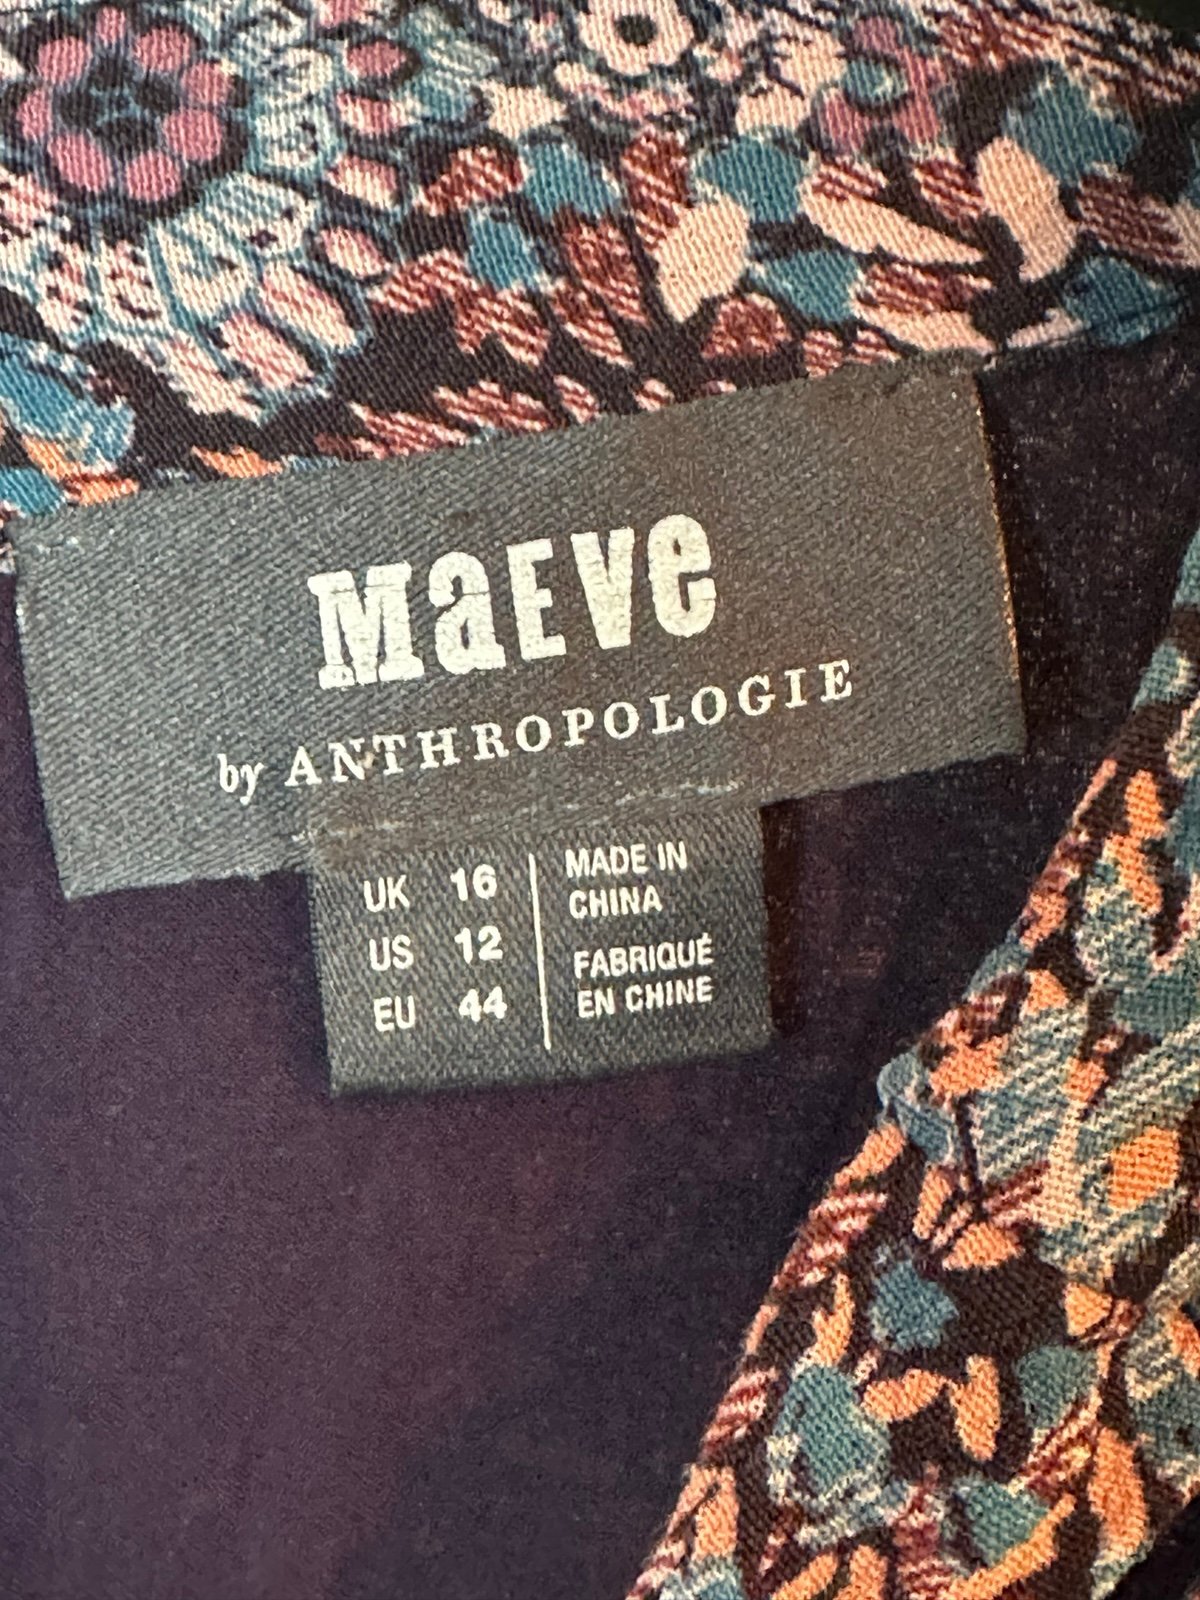 MaEVe
by ANTHROPOLOGIE
UK 16
US 12
EU 44
MADE IN
CHINA
FABRIQUÉ
EN CHINE